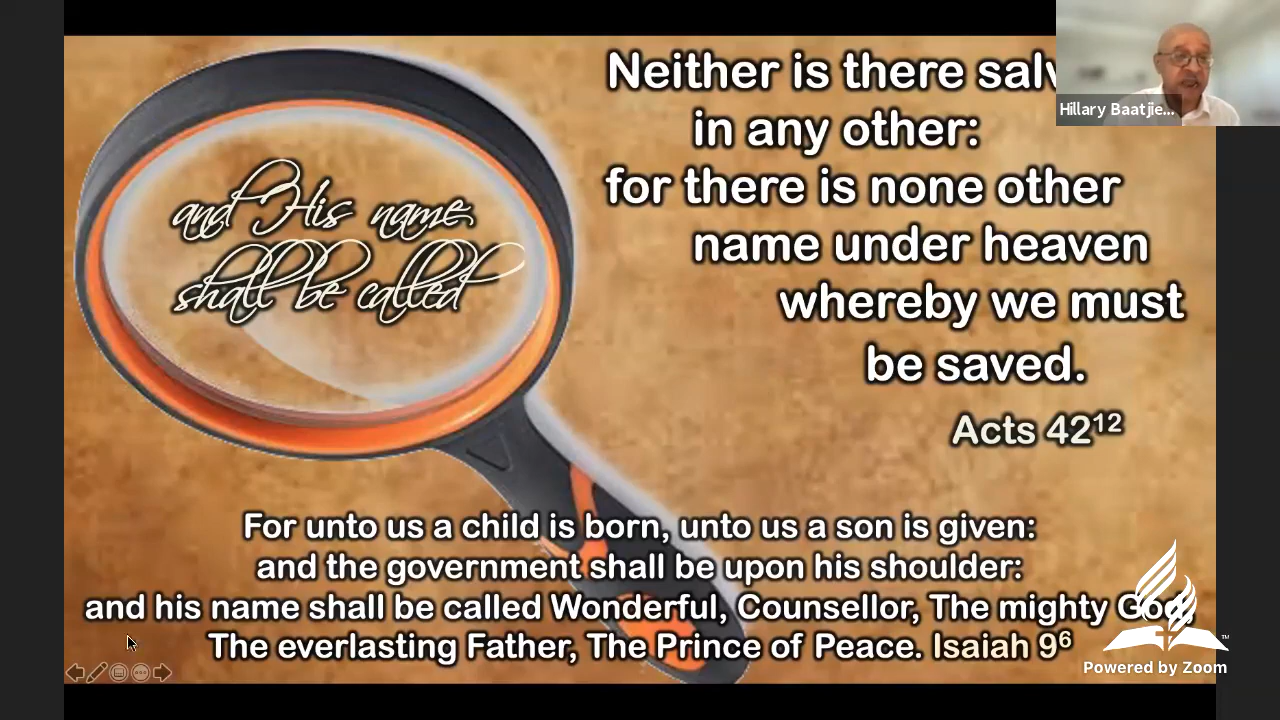 Neither is there salv
in any other:
for there is none other
name under heaven
whereby we must
be saved.
Acts 42¹²
Hillary Baatjie...
and His name
shall be called
For unto us a child is born, unto us a son is given:
and the government shall be upon his shoulder:
and his name shall be called Wonderful, Counsellor, The mighty God,
The everlasting Father, The Prince of Peace. Isaiah 9⁶
™
Powered by Zoom